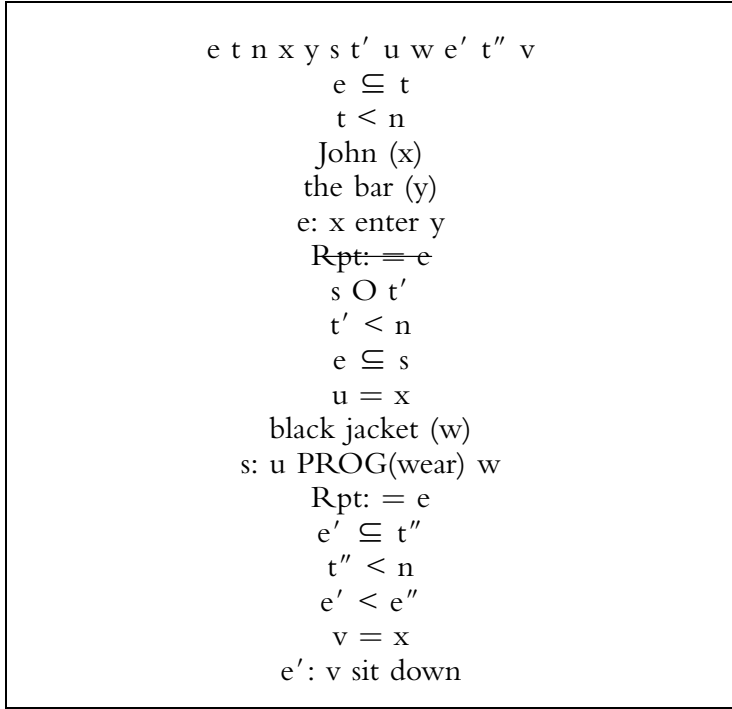 e t n x y s t′ u w e′ t″ v
e ⊆ t
t < n
John (x)
the bar (y)
e: x enter y
Rpt: = e
s O t′
t′ < n
e ⊆ s
u = x
black jacket (w)
s: u PROG(wear) w
Rpt: = e
e′ ⊆ t″
t″ < n
e′ < e″
v = x
e′: v sit down